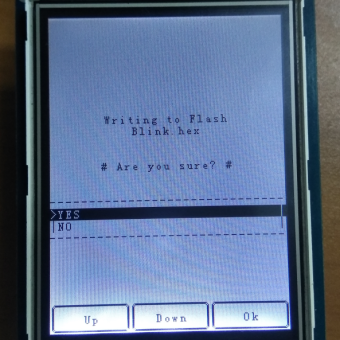 Writing to Flash
Blink.hex
# Are you sure? #
>YES
|NO
Up Down Ok